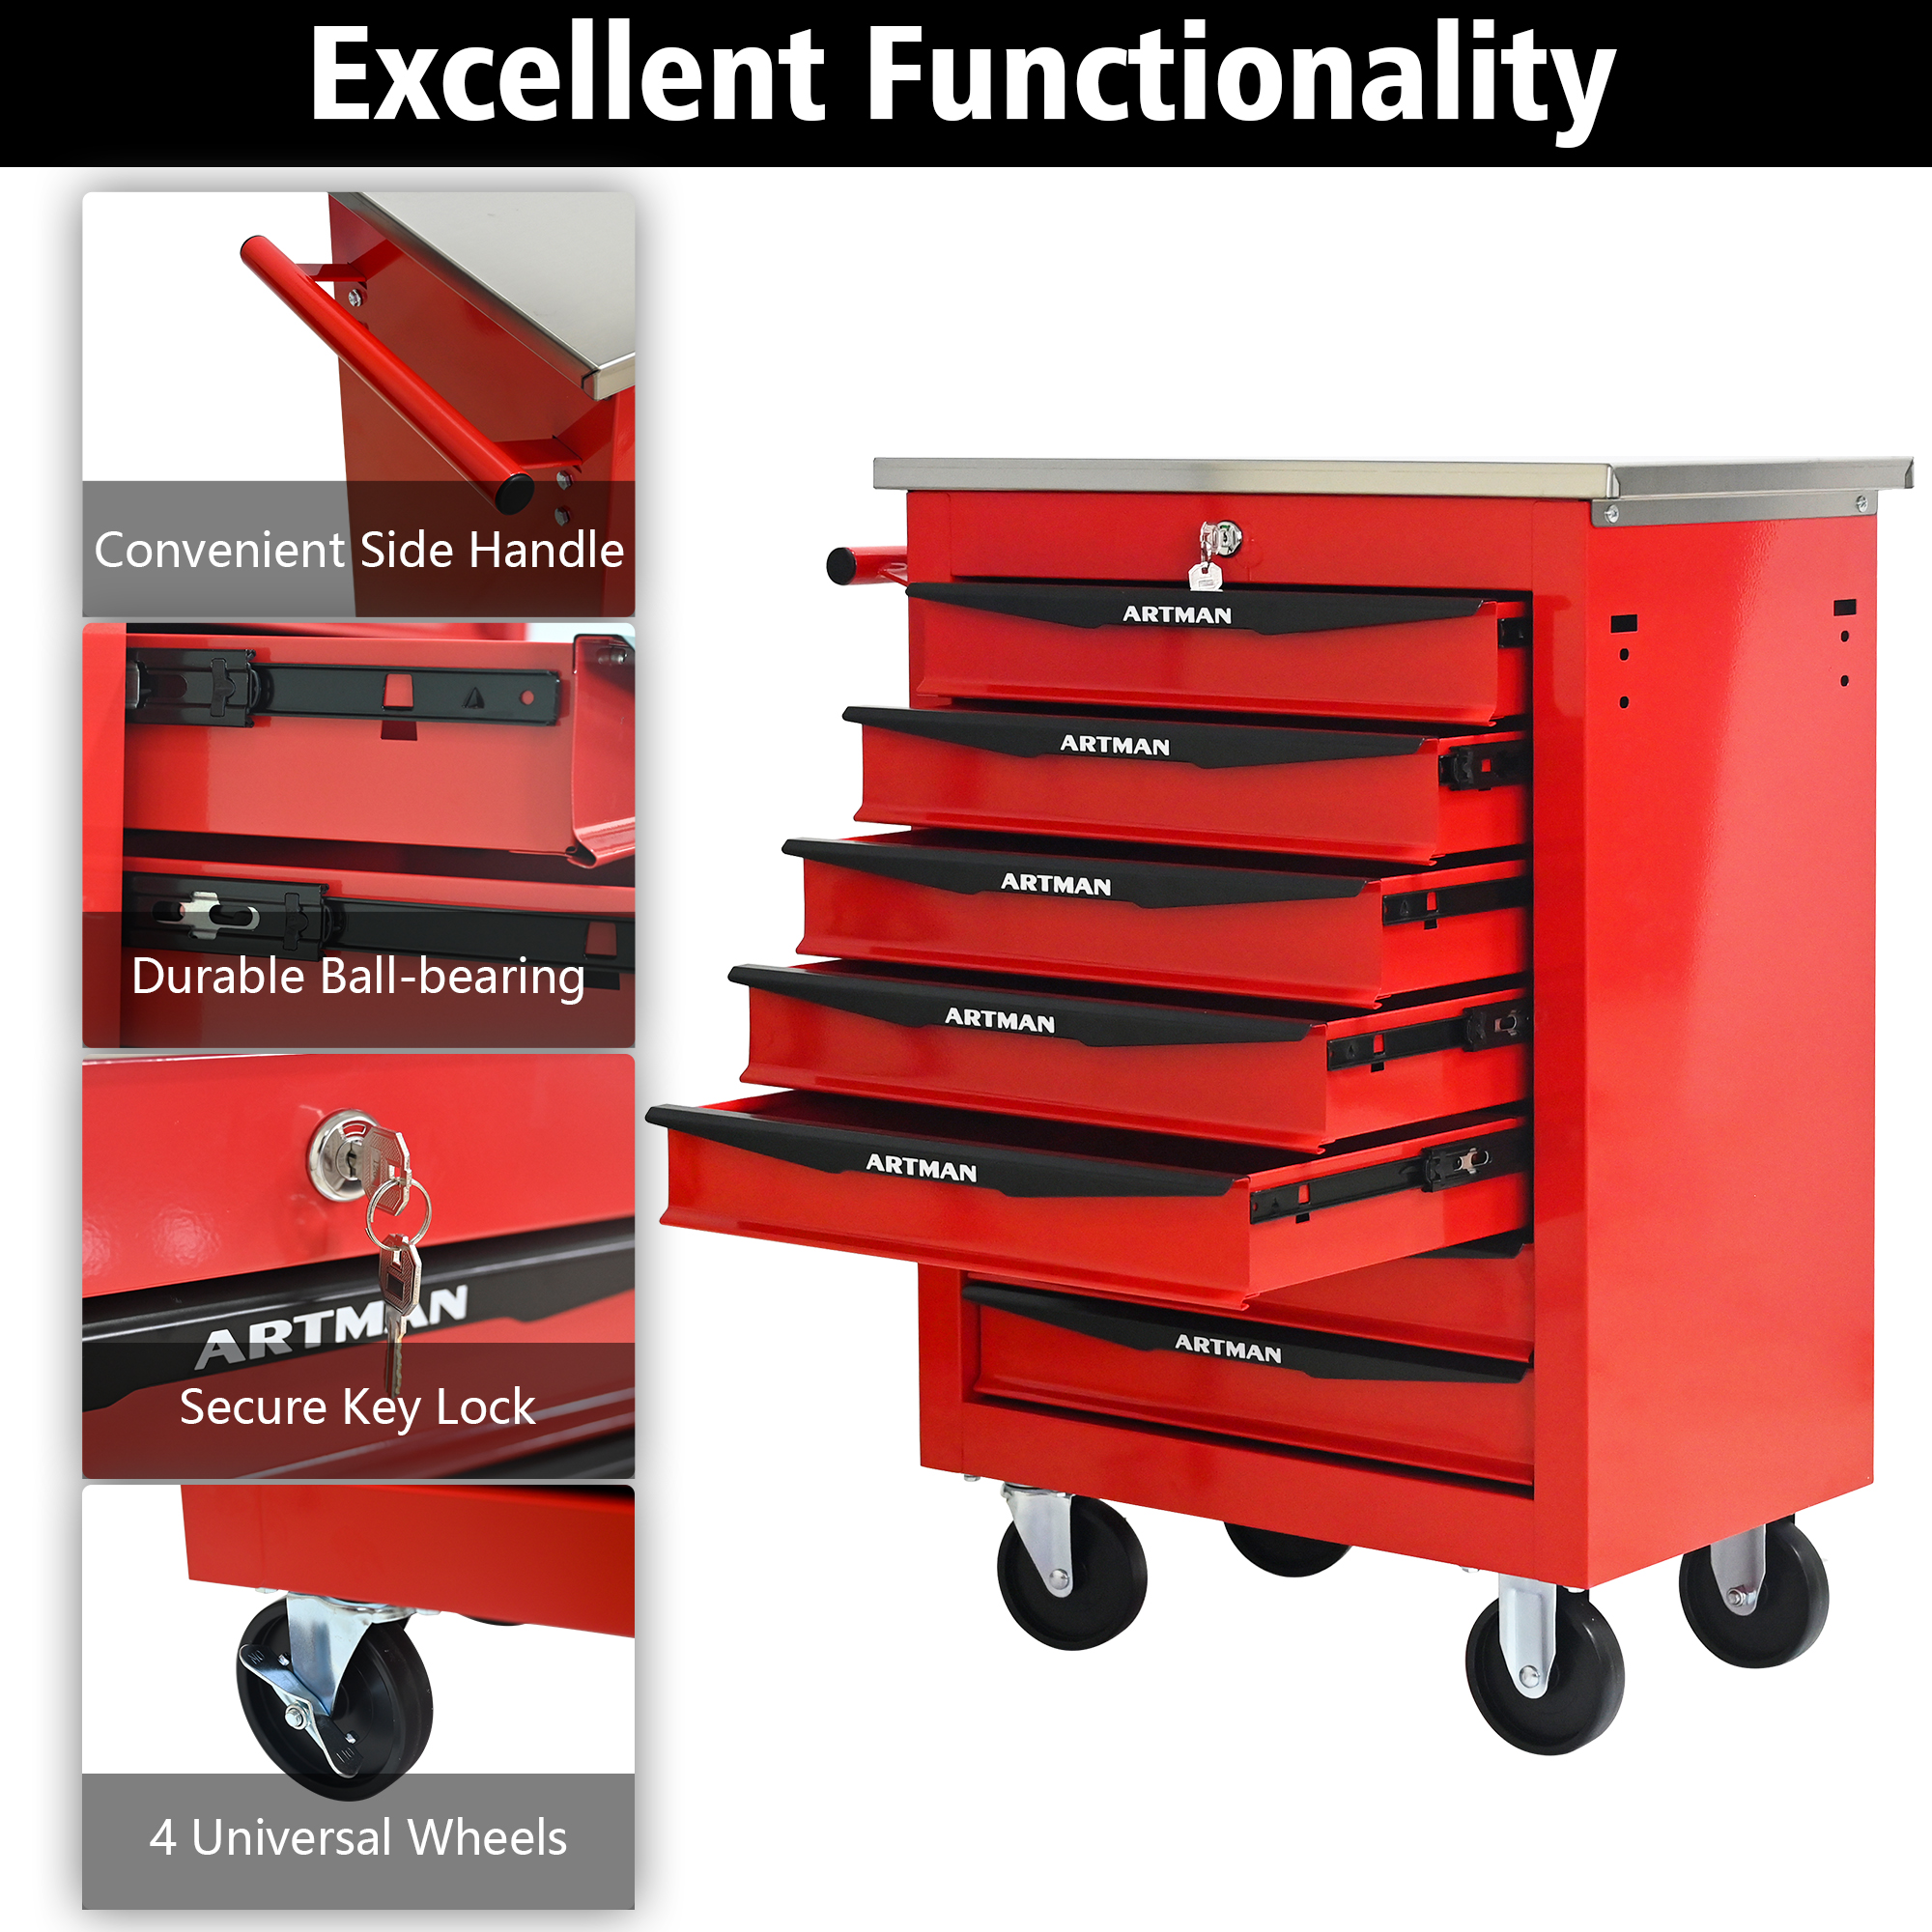 Excellent Functionality
Convenient Side Handle
Durable Ball-bearing
ARTMAN
Secure Key Lock
4 Universal Wheels
ARTMAN
ARTMAN
ARTMAN
ARTMAN
ARTMAN
ARTMAN